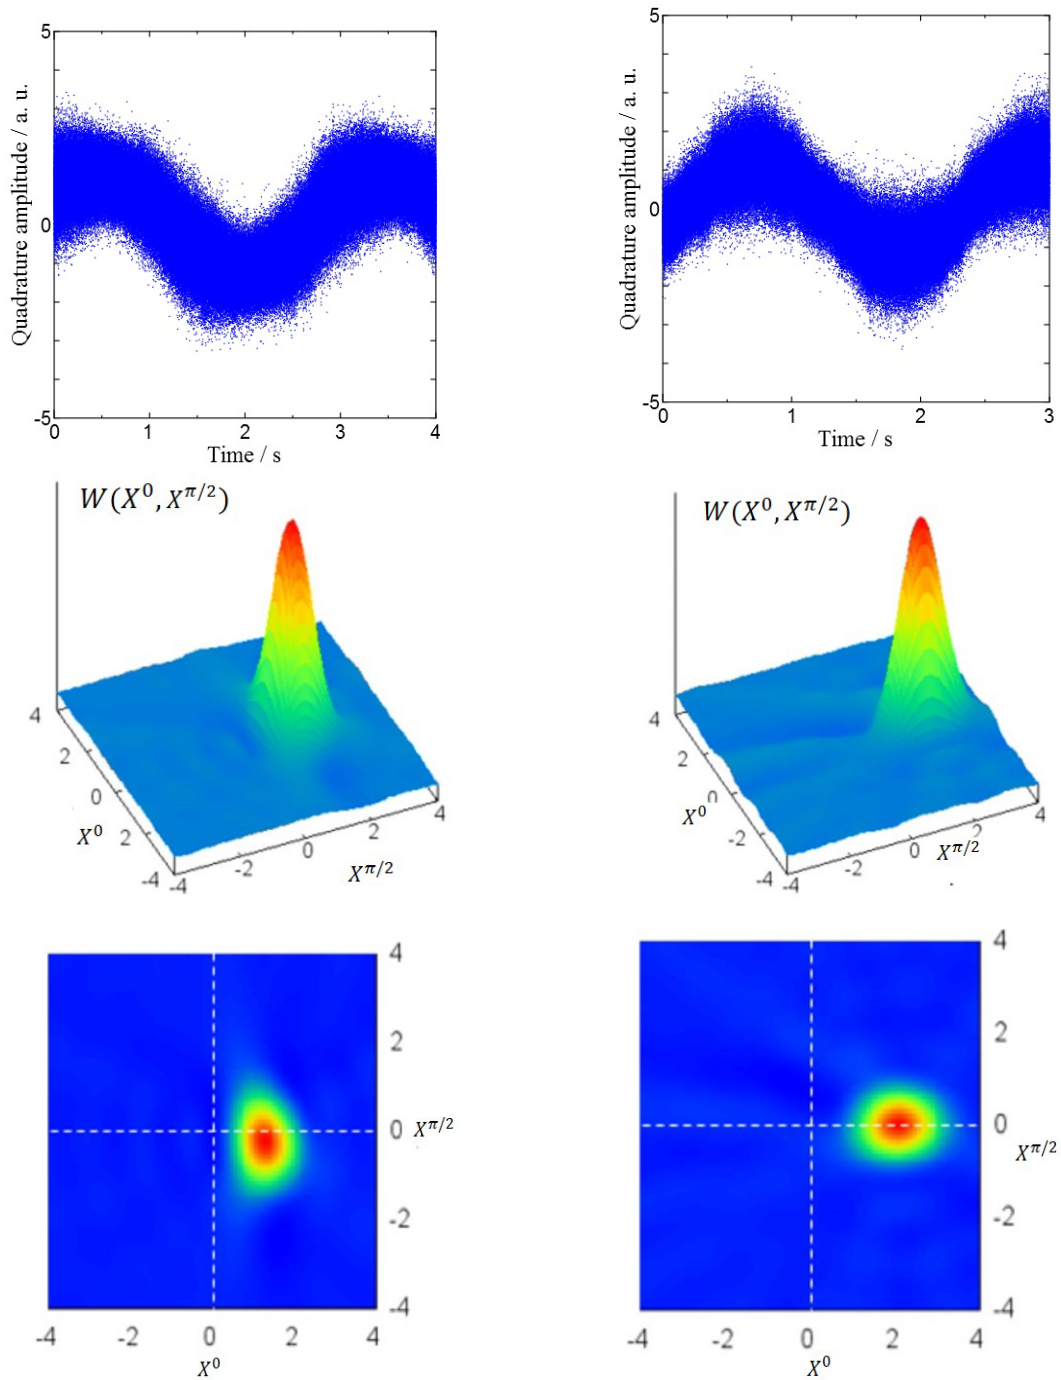 5
0
-5
Quadrature amplitude / a. u.
0 1 2 3 4
Time / s
5
0
-5
Quadrature amplitude / a. u.
0 1 2 3
Time / s
W(X⁰, X^{π/2})
4
2
0
2
-4
X⁰
-4 -2 0 2 4
X^{π/2}
W(X⁰, X^{π/2})
4
2
0
-2
-4
X⁰
-4 -2 0 2 4
X^{π/2}
4
2
0 X^{π/2}
-2
-4
-4 -2 0 2 4
X⁰
4
2
0
X^{π/2}
-2
-4
-4 -2 0 2 4
X⁰